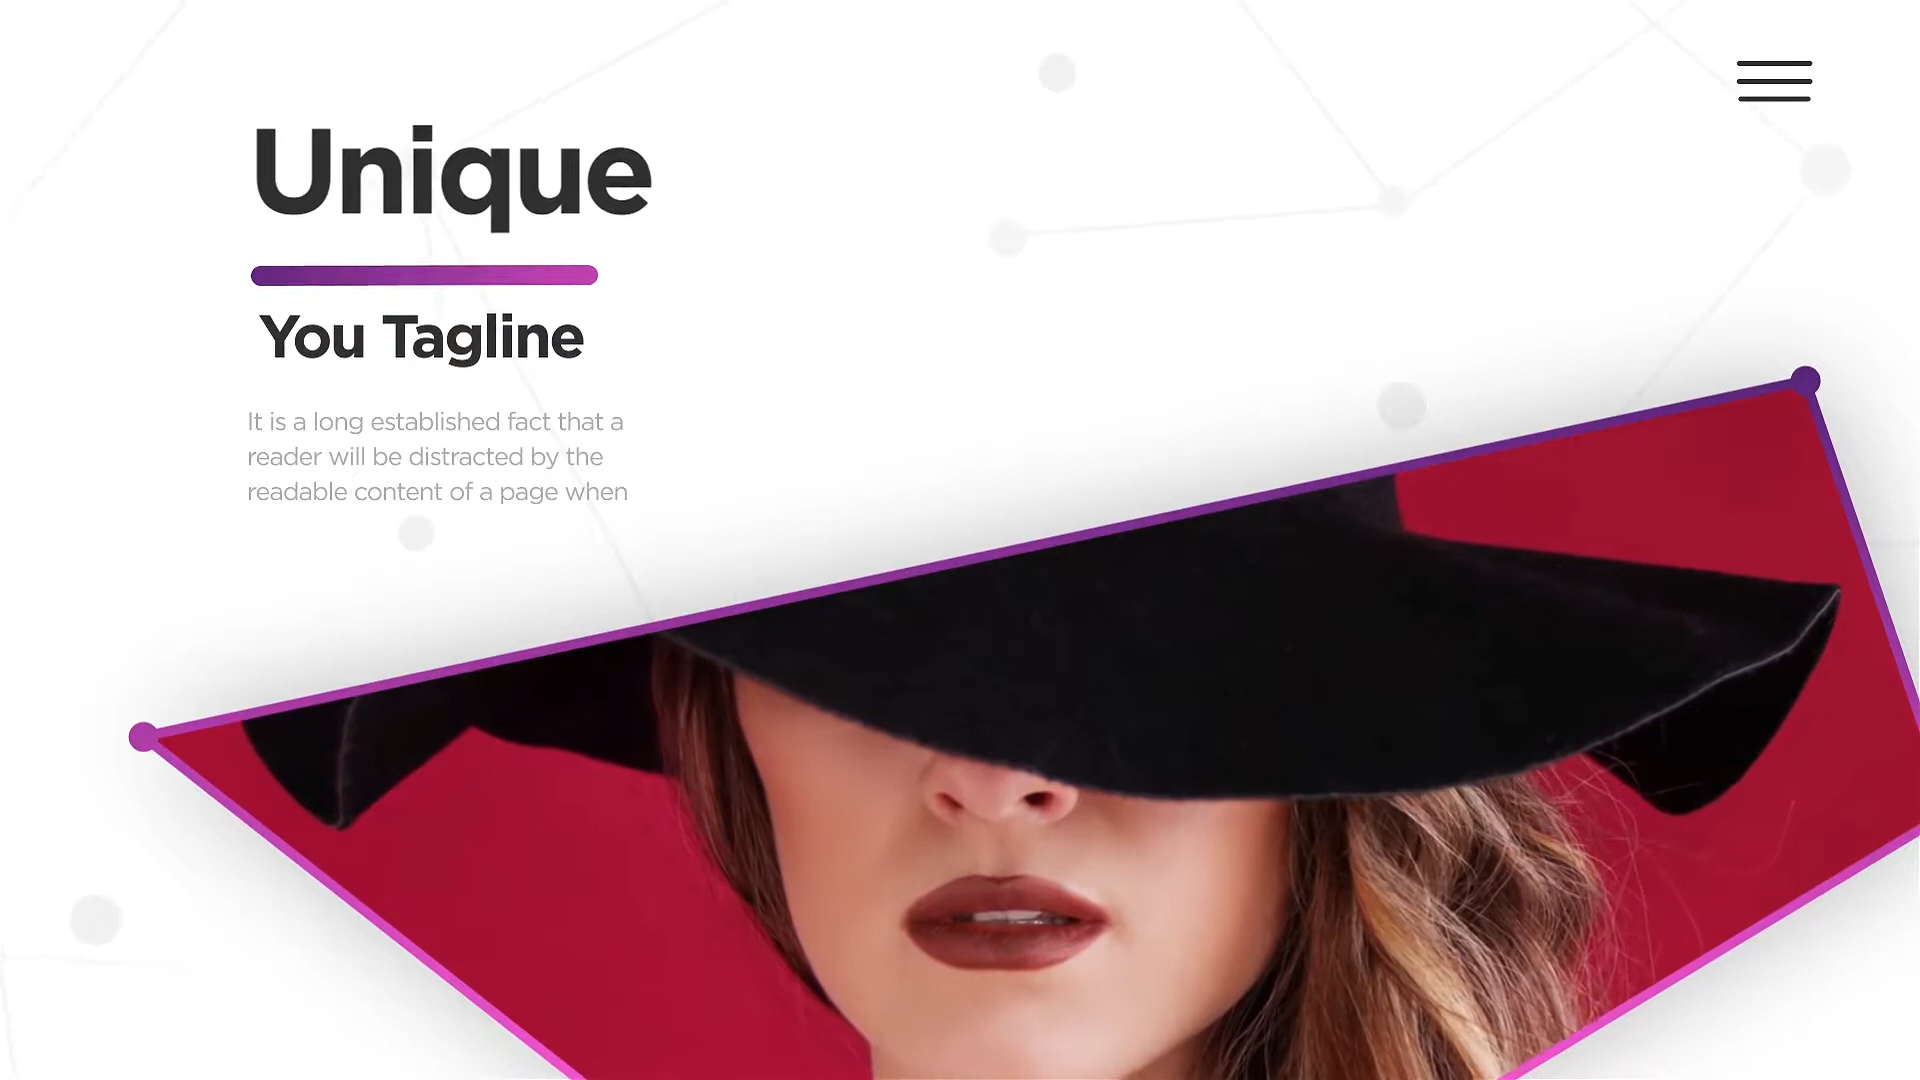 Unique
You Tagline
It is a long established fact that a
reader will be distracted by the
readable content of a page when